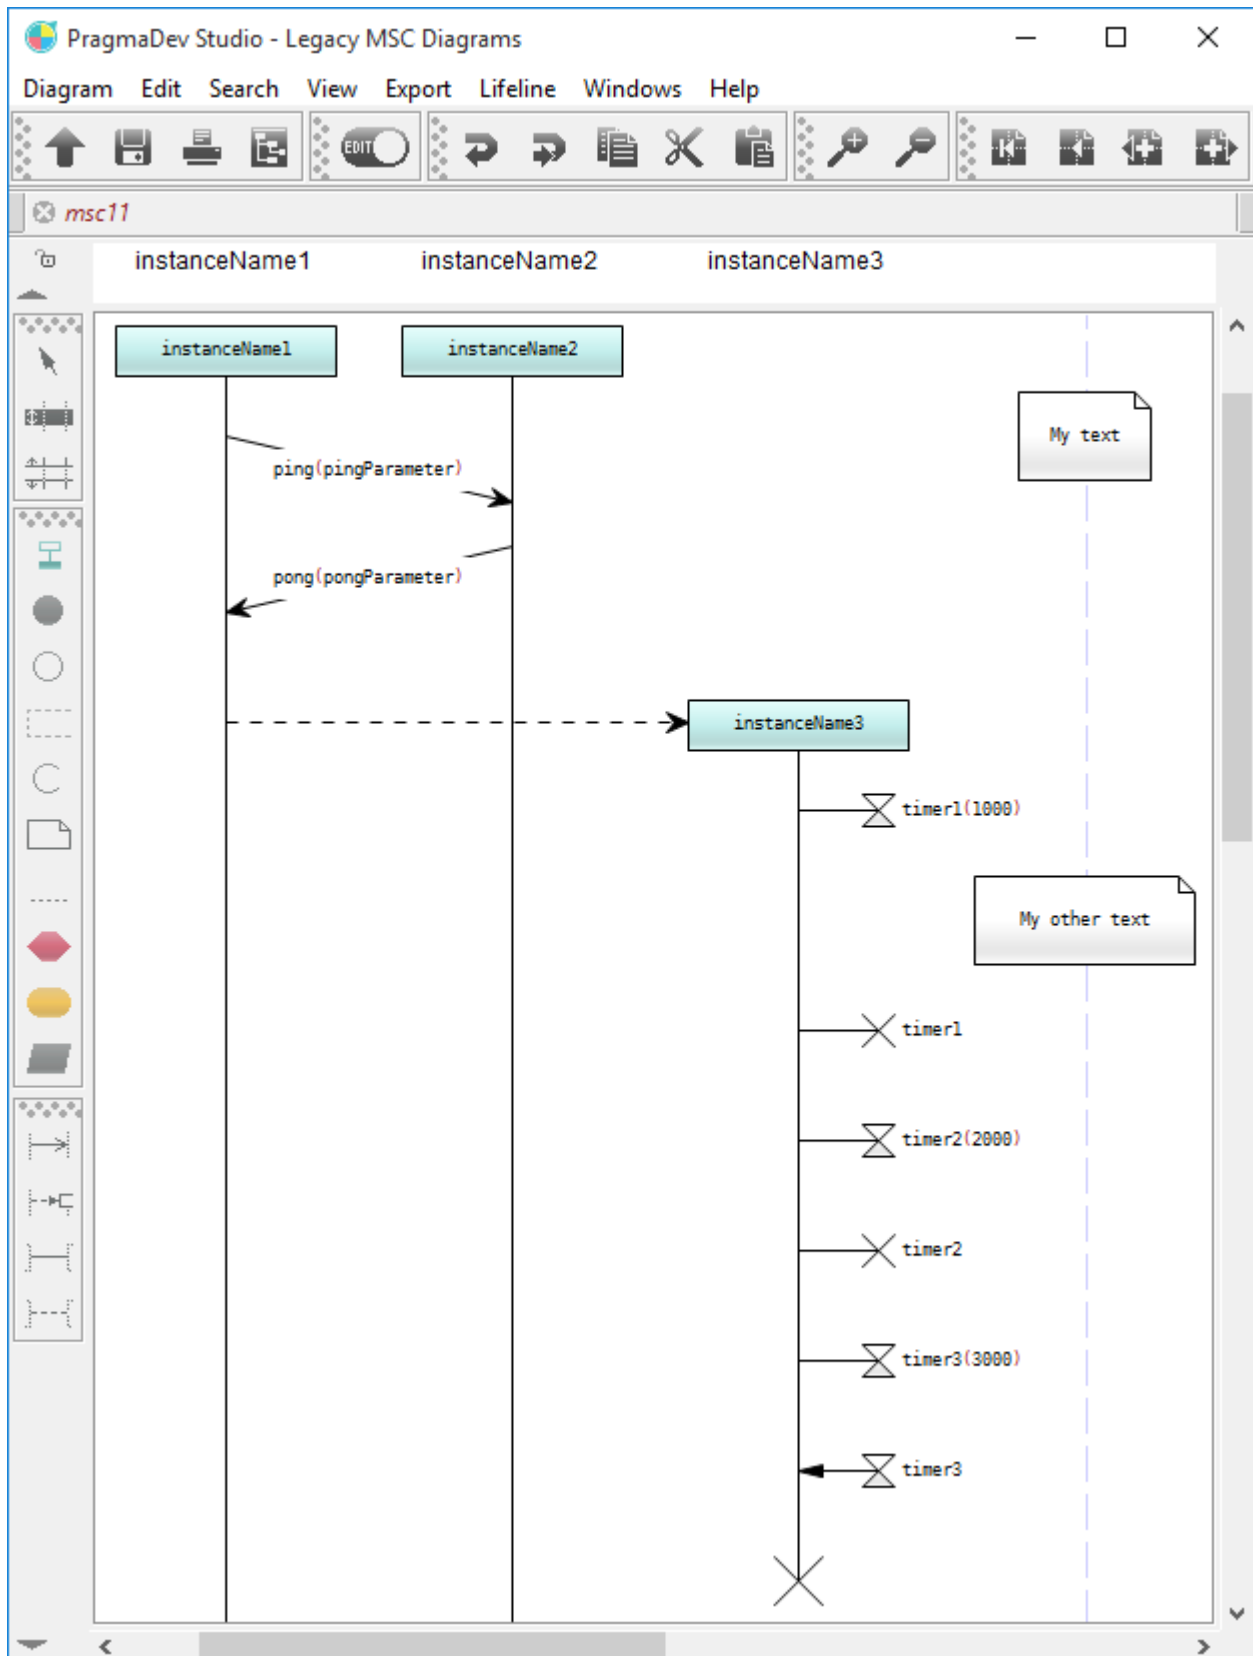 PragmaDev Studio - Legacy MSC Diagrams
Diagram Edit Search View Export Lifeline Windows Help
EDIT
msc11
instanceName1 instanceName2 instanceName3
instanceName1 instanceName2
My text
ping(pingParameter)
pong(pongParameter)
instanceName3
timer1(1000)
My other text
timer1
timer2(2000)
timer2
timer3(3000)
timer3